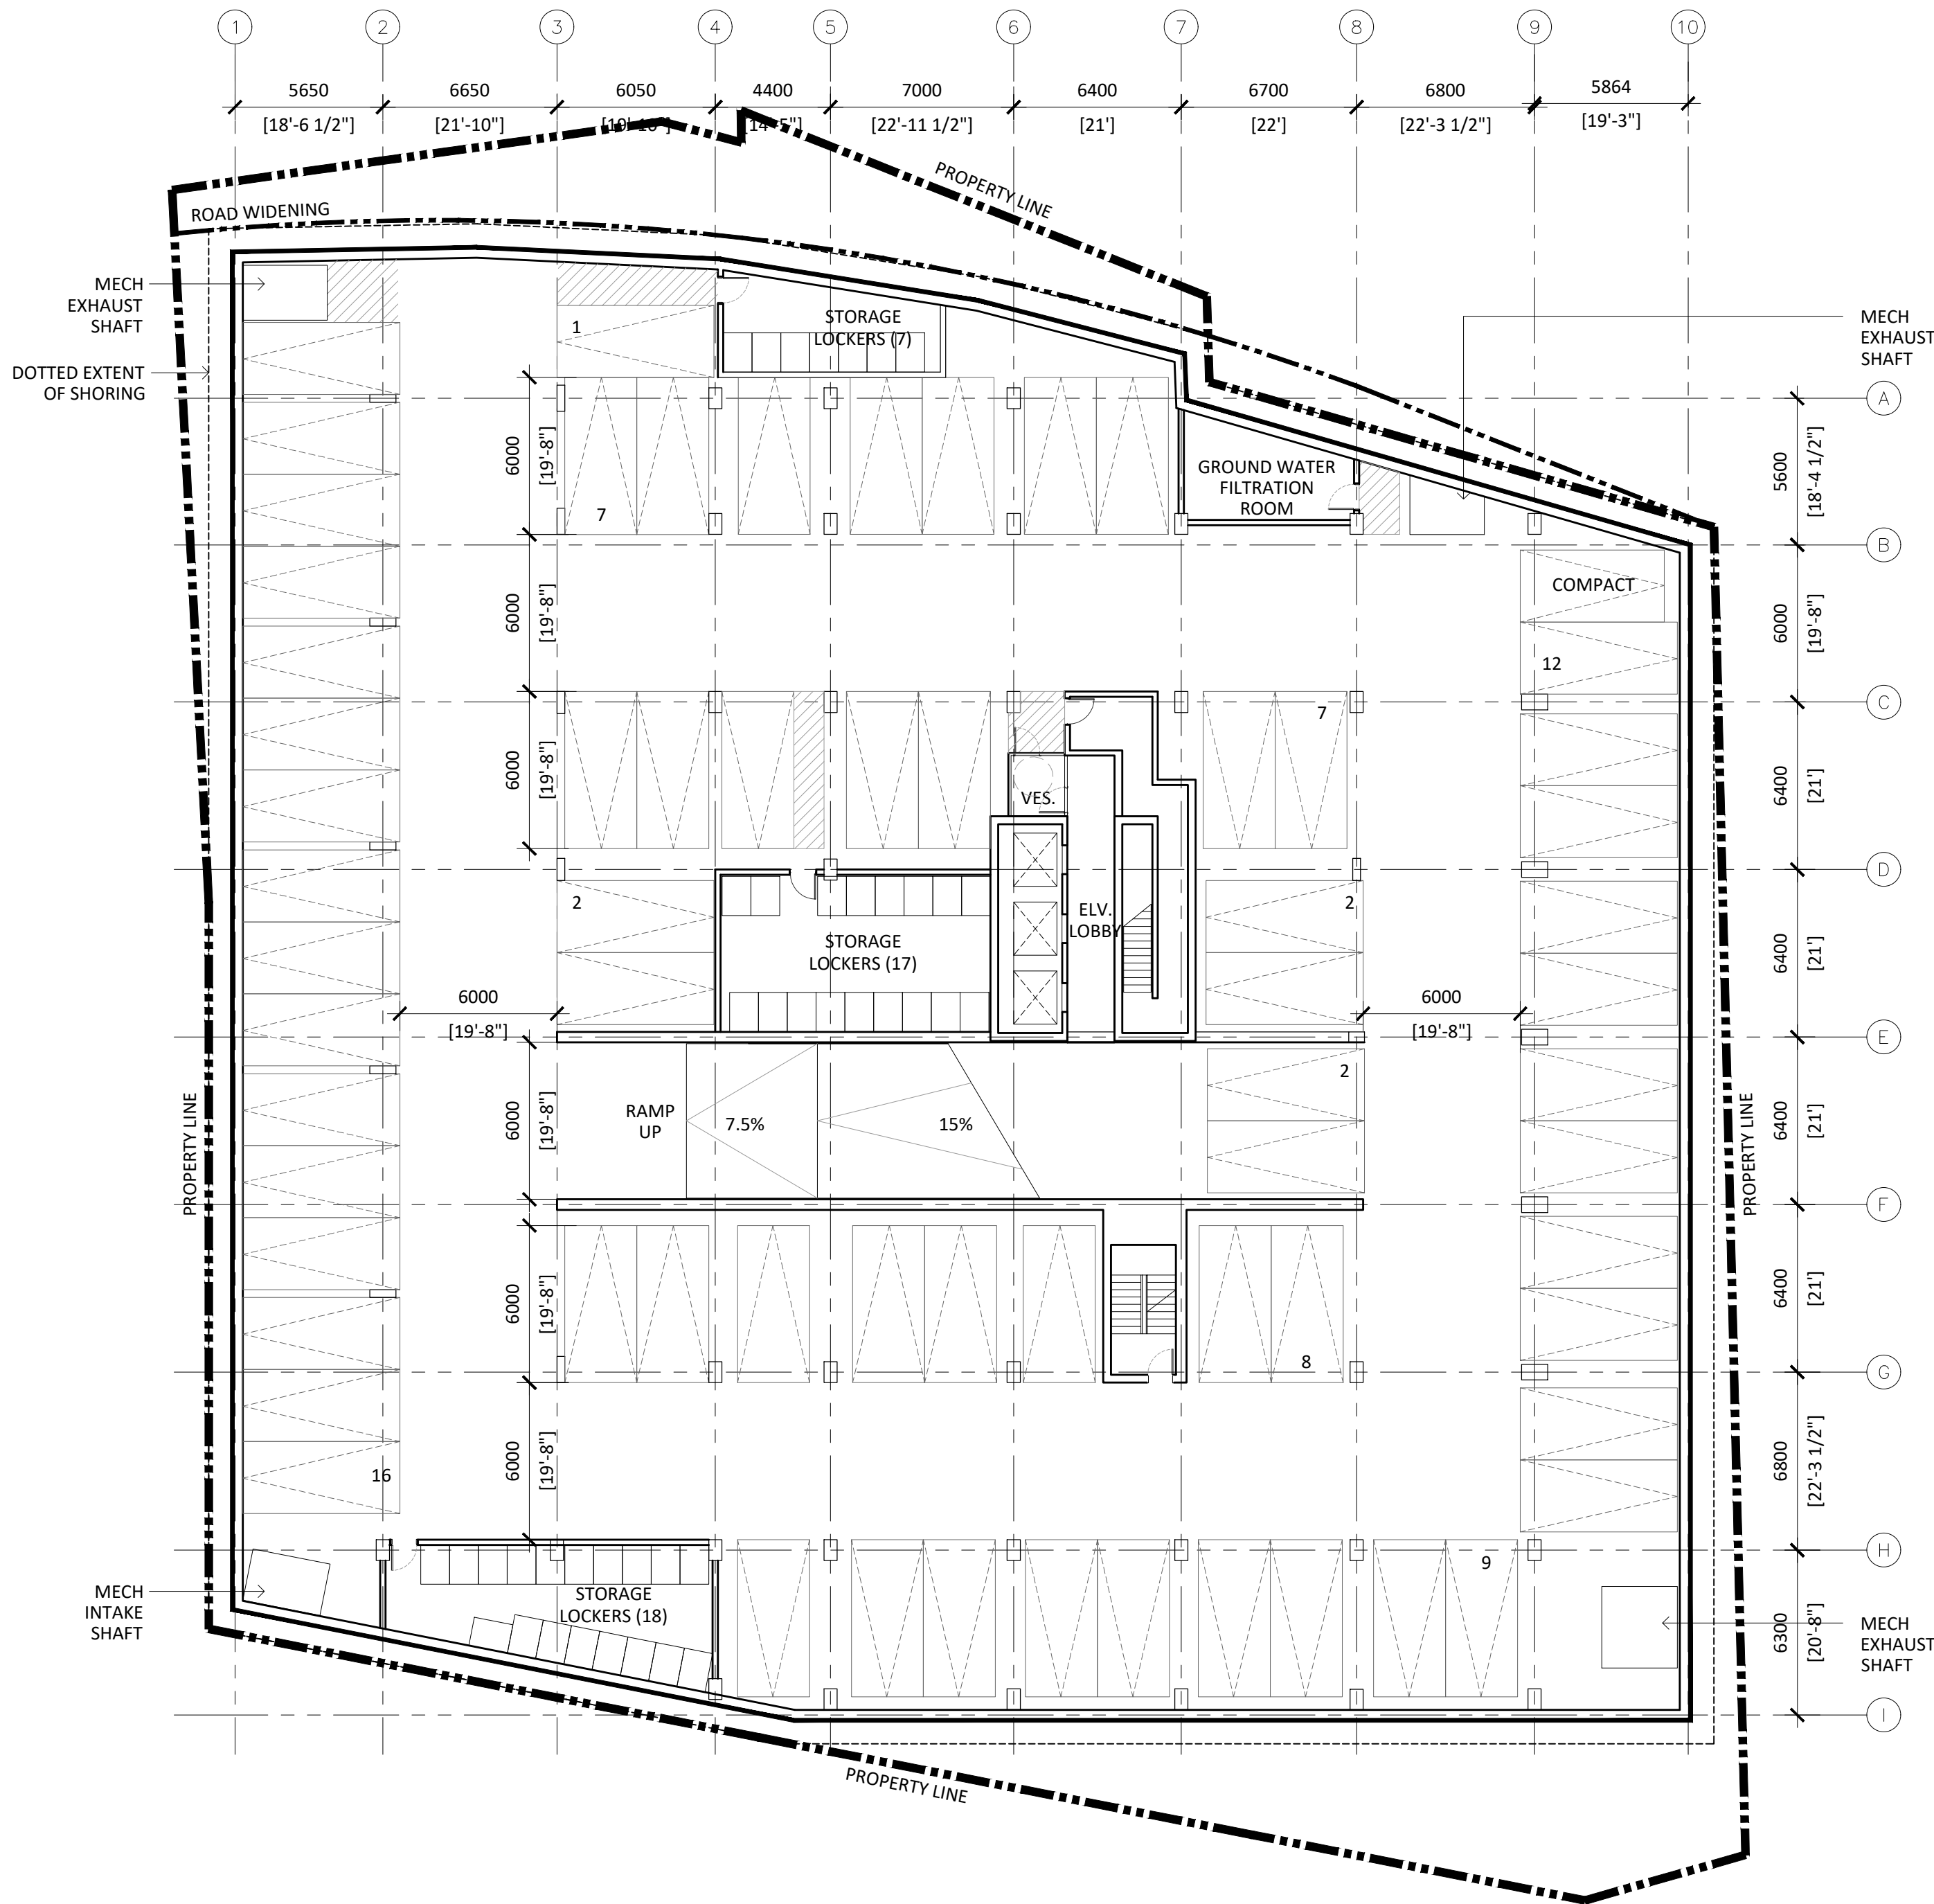 1
2
3
4
5
6
7
8
9
10
5650
6650
6050
4400
7000
6400
6700
6800
5864
[18'-6 1/2"]
[21'-10"]
[19'-10"]
[14'-5"]
[22'-11 1/2"]
[21']
[22']
[22'-3 1/2"]
[19'-3"]
PROPERTY LINE
ROAD WIDENING
MECH
EXHAUST
SHAFT
DOTTED EXTENT
OF SHORING
1
STORAGE
LOCKERS (7)
MECH
EXHAUST
SHAFT
A
6000
[19'-8"]
7
GROUND WATER
FILTRATION
ROOM
5600
[18'-4 1/2"]
B
6000
[19'-8"]
COMPACT
12
6000
[19'-8"]
C
6000
[19'-8"]
7
VES.
6400
[21']
D
2
STORAGE
LOCKERS (17)
ELV.
LOBBY
2
6400
[21']
6000
[19'-8"]
6000
[19'-8"]
E
PROPERTY LINE
6000
[19'-8"]
RAMP
UP
7.5%
15%
2
6400
[21']
PROPERTY LINE
F
6000
[19'-8"]
8
6400
[21']
G
16
6000
[19'-8"]
6800
[22'-3 1/2"]
H
MECH
INTAKE
SHAFT
STORAGE
LOCKERS (18)
9
6300
[20'-8"]
MECH
EXHAUST
SHAFT
I
PROPERTY LINE